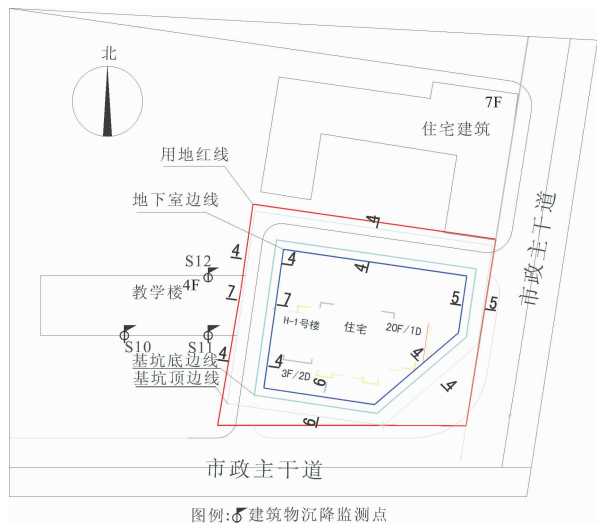 北
7F
住宅建筑
用地红线
地下室边线
4
市政主干道
4
S12
4
4
教学楼 4F
7
7
5
5
H-1号楼 住宅 20F/1D
S10
S11
4
4
4
基坑底边线
4
基坑顶边线
3F/2D
6
6
市政主干道
图例: 建筑物沉降监测点